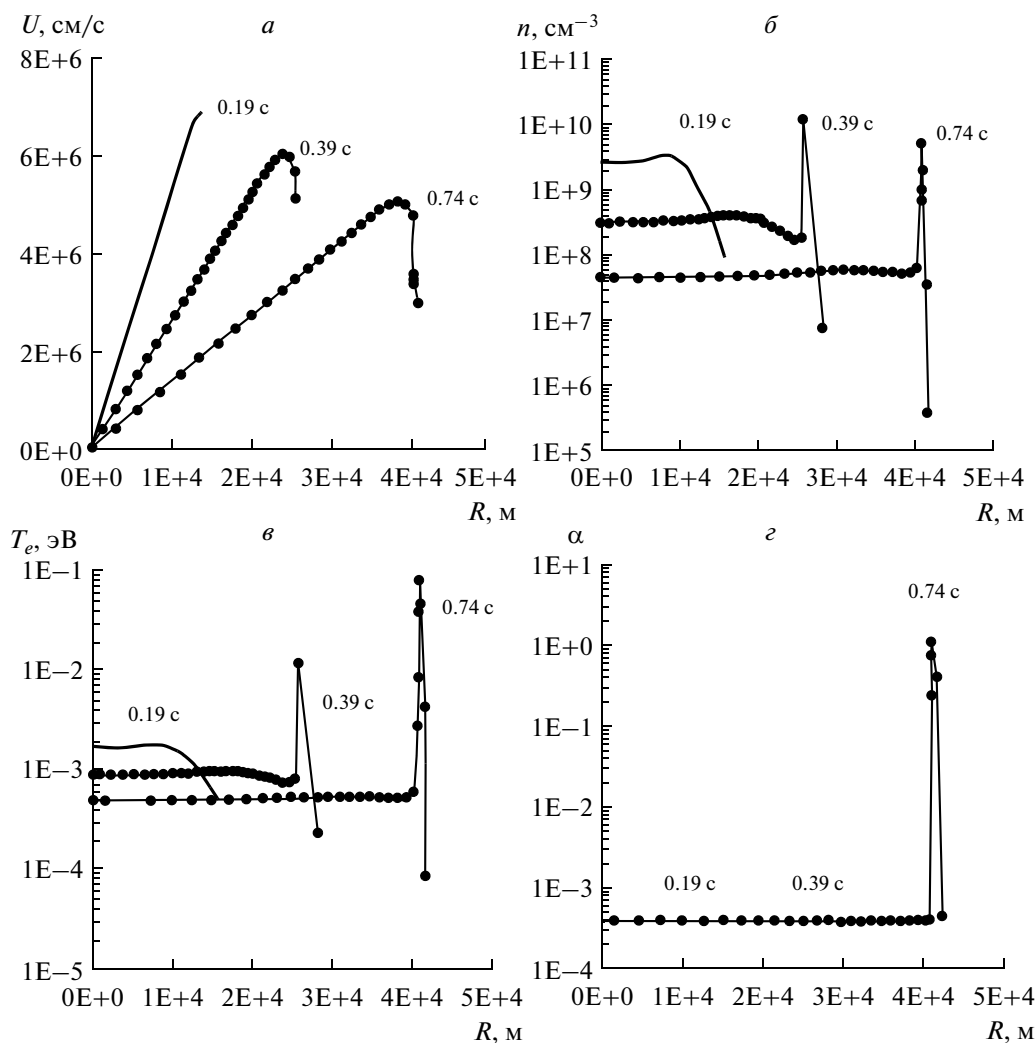 U, см/с
а
8E+6
6E+6
4E+6
2E+6
0E+0
0.19 с
0.39 с
0.74 с
0E+0 1E+4 2E+4 3E+4 4E+4 5E+4
R, м
n, см−3
б
1E+11
1E+10
1E+9
1E+8
1E+7
1E+6
1E+5
0.19 с
0.39 с
0.74 с
0E+0 1E+4 2E+4 3E+4 4E+4 5E+4
R, м
Te, эВ
в
1E−1
1E−2
1E−3
1E−4
1E−5
0.19 с
0.39 с
0.74 с
0E+0 1E+4 2E+4 3E+4 4E+4 5E+4
R, м
α
г
1E+1
1E+0
1E−1
1E−2
1E−3
1E−4
0.74 с
0.19 с
0.39 с
0E+0 1E+4 2E+4 3E+4 4E+4 5E+4
R, м